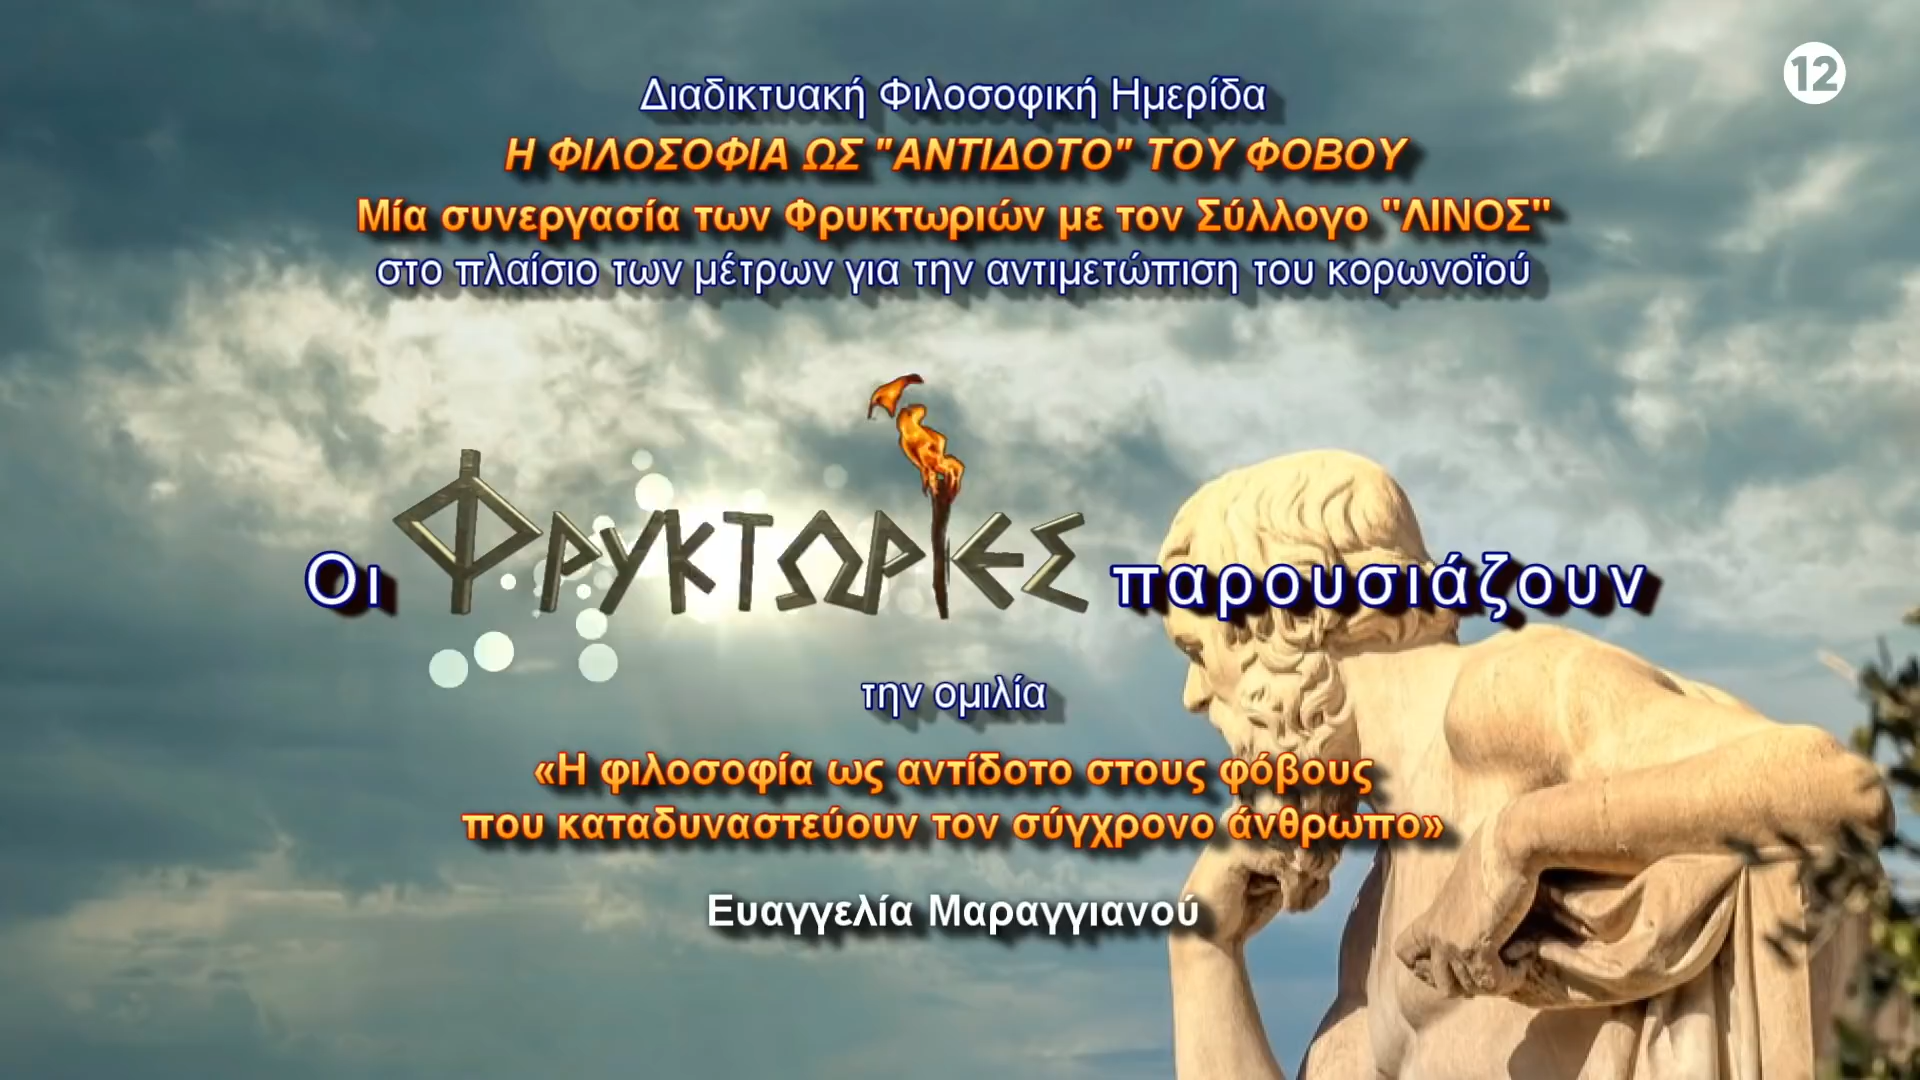 12
Διαδικτυακή Φιλοσοφική Ημερίδα
Η ΦΙΛΟΣΟΦΙΑ ΩΣ "ΑΝΤΙΔΟΤΟ" ΤΟΥ ΦΟΒΟΥ
Μία συνεργασία των Φρυκτωριών με τον Σύλλογο "ΛΙΝΟΣ"
στο πλαίσιο των μέτρων για την αντιμετώπιση του κορωνοϊού
Οι ΦΡΥΚΤΩΡΙΕΣ παρουσιάζουν
την ομιλία
«Η φιλοσοφία ως αντίδοτο στους φόβους
που καταδυναστεύουν τον σύγχρονο άνθρωπο»
Ευαγγελία Μαραγγιανού